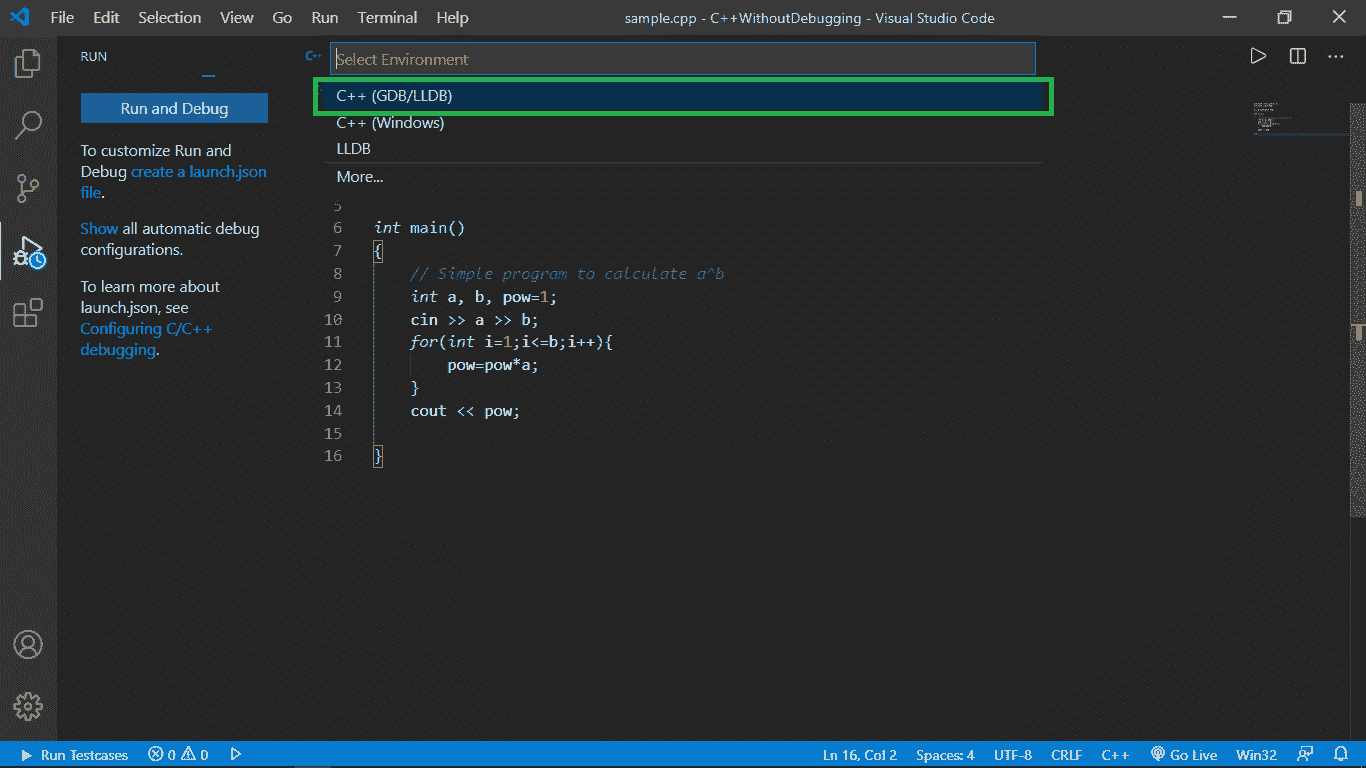 File Edit Selection View Go Run Terminal Help
sample.cpp - C++WithoutDebugging - Visual Studio Code
RUN
Run and Debug
To customize Run and
Debug create a launch.json
file.
Show all automatic debug
configurations.
To learn more about
launch.json, see
Configuring C/C++
debugging.
C++
Select Environment
C++ (GDB/LLDB)
C++ (Windows)
LLDB
More...
5
6 int main()
7 {
8 // Simple program to calculate a^b
9 int a, b, pow=1;
10 cin >> a >> b;
11 for(int i=1;i<=b;i++){
12 pow=pow*a;
13 }
14 cout << pow;
15
16 }
Run Testcases 0 0 Ln 16, Col 2 Spaces: 4 UTF-8 CRLF C++ Go Live Win32